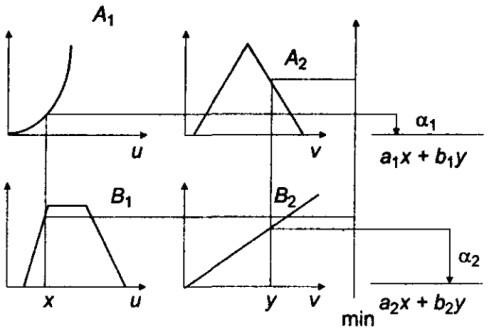 A₁
A₂
α₁
u
v
a₁x + b₁y
B₁
B₂
α₂
x
u
y
v
a₂x + b₂y
min